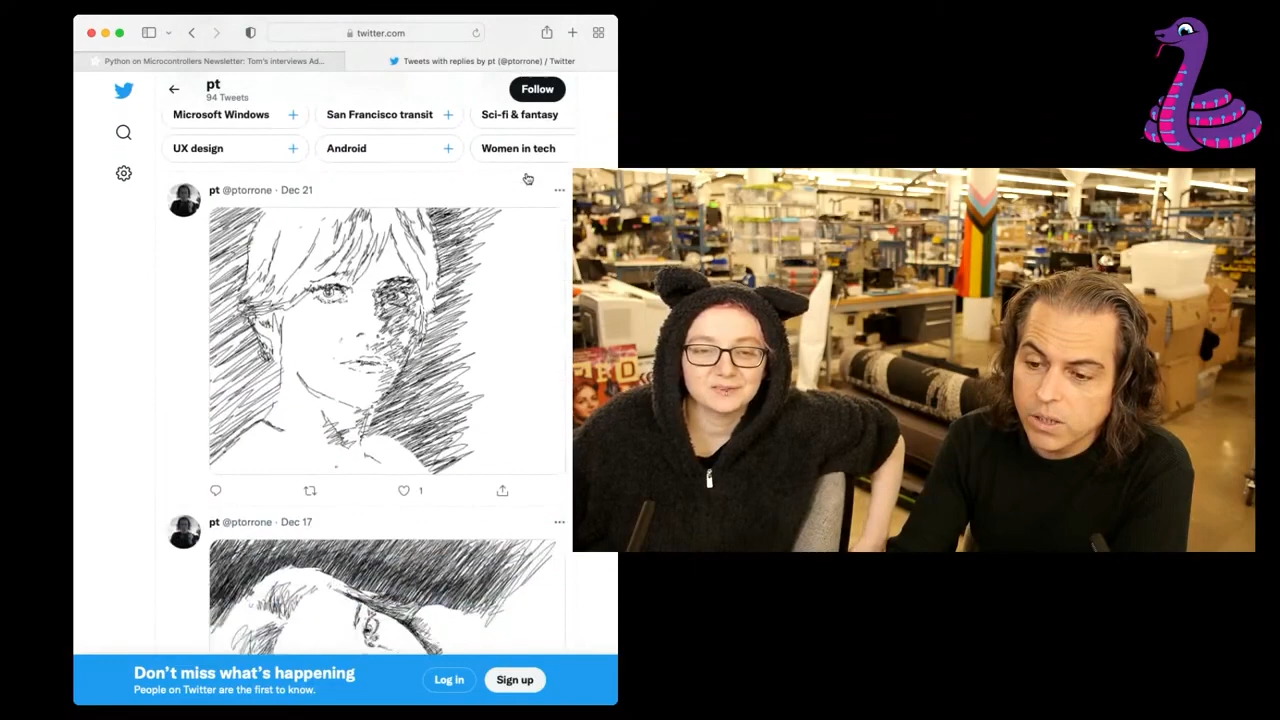 twitter.com
Python on Microcontrollers Newsletter: Tom's interviews Ad...
Tweets with replies by pt (@ptorrone) / Twitter
pt
94 Tweets
Follow
Microsoft Windows +
San Francisco transit +
Sci-fi & fantasy
UX design +
Android +
Women in tech
pt @ptorrone · Dec 21
1
pt @ptorrone · Dec 17
Don't miss what's happening
People on Twitter are the first to know.
Log in
Sign up